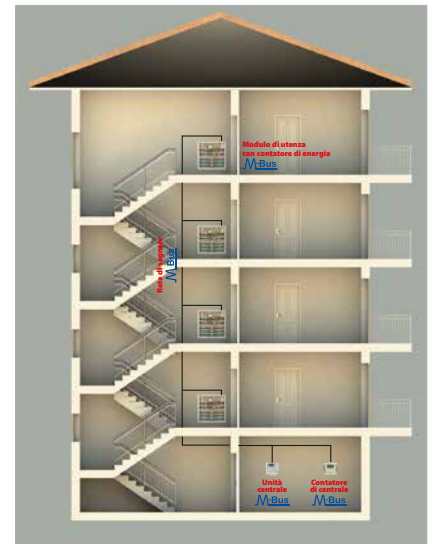 Modulo di utenza
con contatore di energia
M-Bus
Rete di segnale
M-Bus
Unità
centrale
M-Bus
Contatore
di centrale
M-Bus